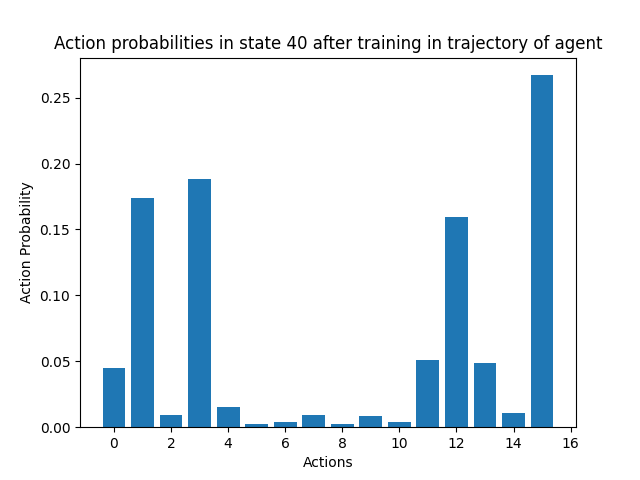 Action probabilities in state 40 after training in trajectory of agent
0.25
0.20
0.15
0.10
0.05
0.00
Action Probability
0 2 4 6 8 10 12 14 16
Actions